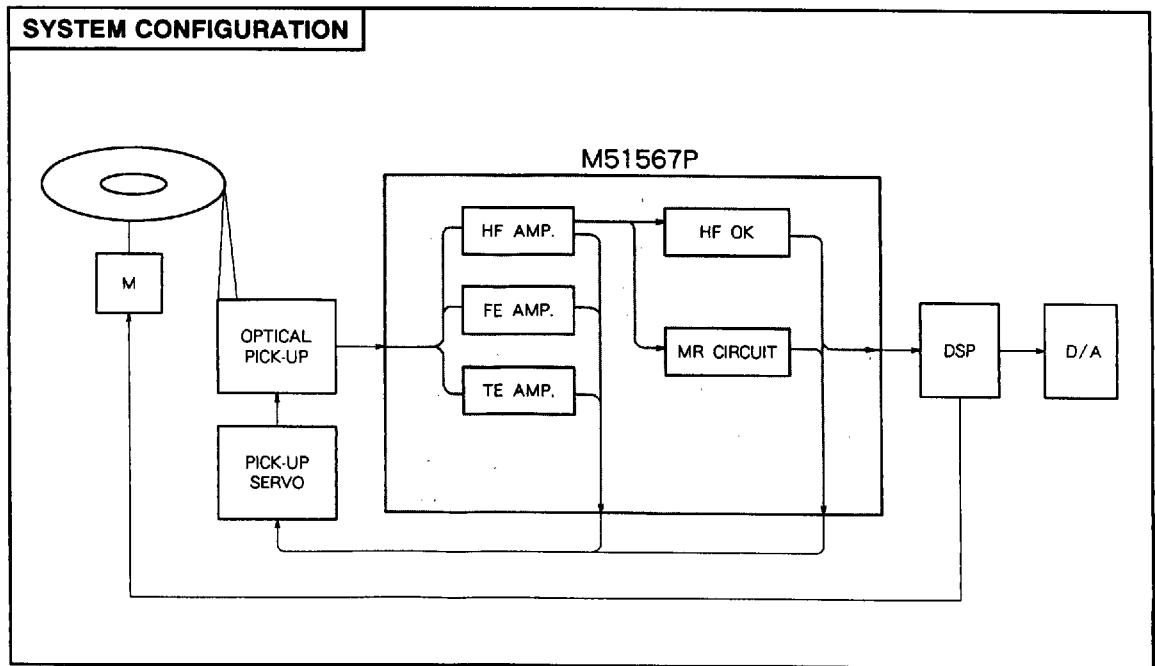 SYSTEM CONFIGURATION
M51567P
HF AMP.
HF OK
M
FE AMP.
OPTICAL
PICK-UP
MR CIRCUIT
DSP
D/A
TE AMP.
PICK-UP
SERVO